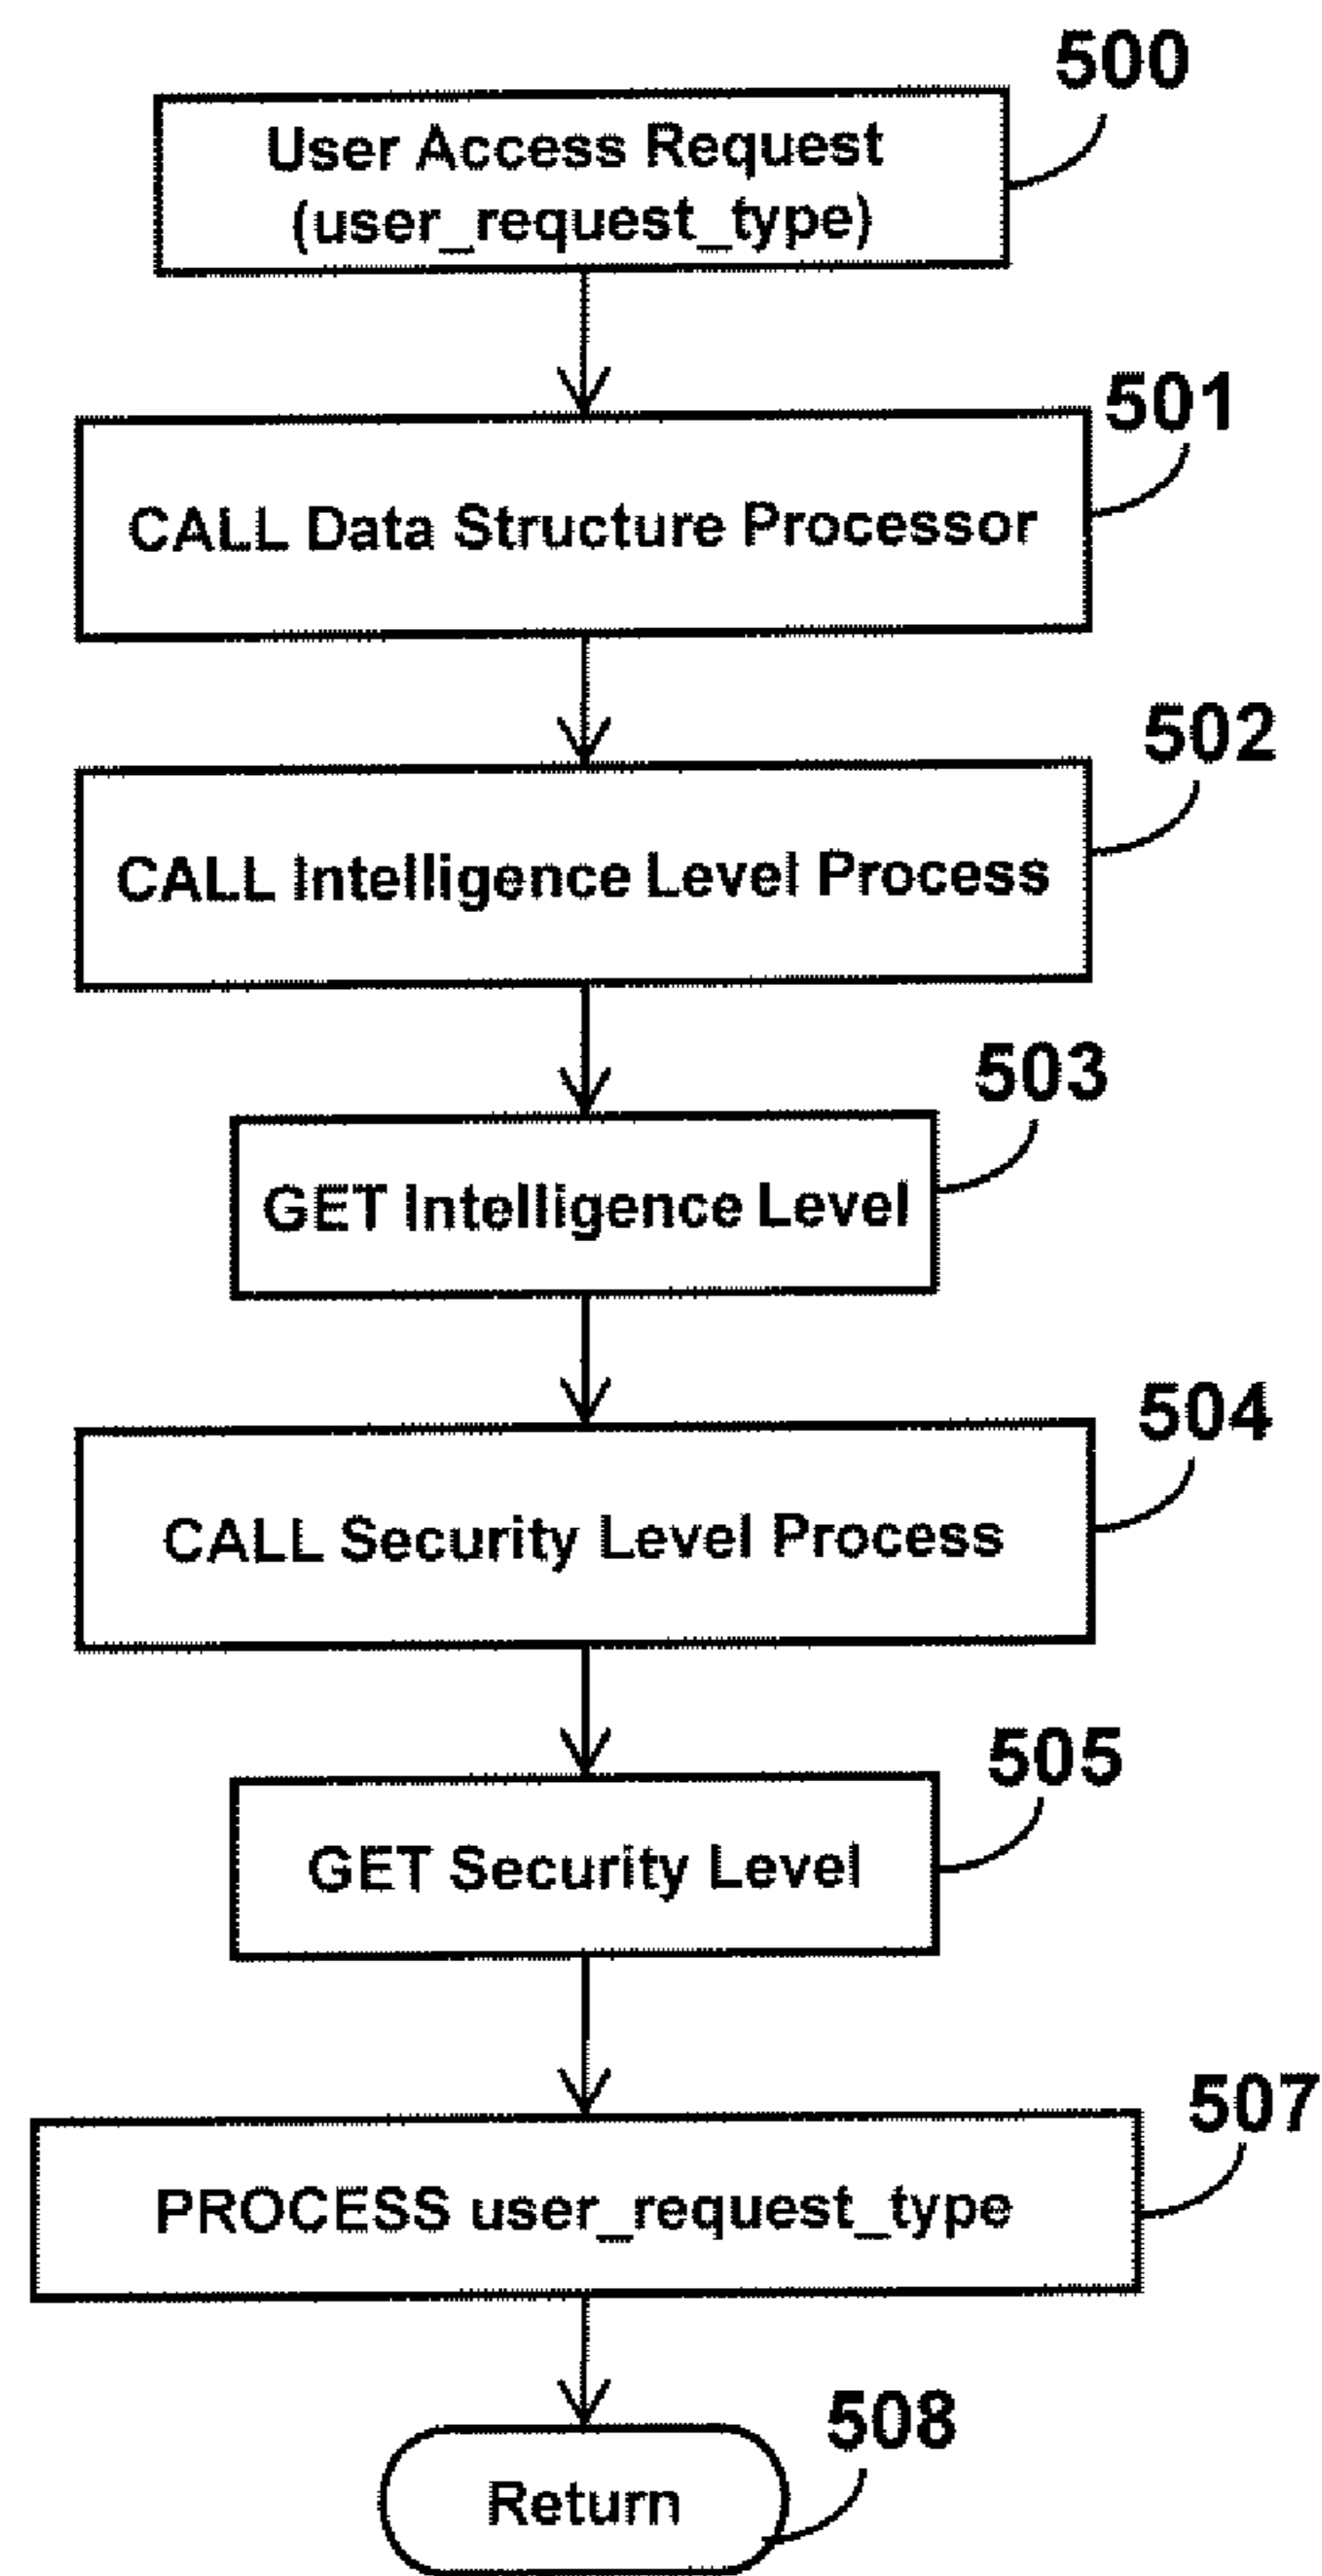 500
User Access Request
(user_request_type)
501
CALL Data Structure Processor
502
CALL Intelligence Level Process
503
GET Intelligence Level
504
CALL Security Level Process
505
GET Security Level
507
PROCESS user_request_type
508
Return